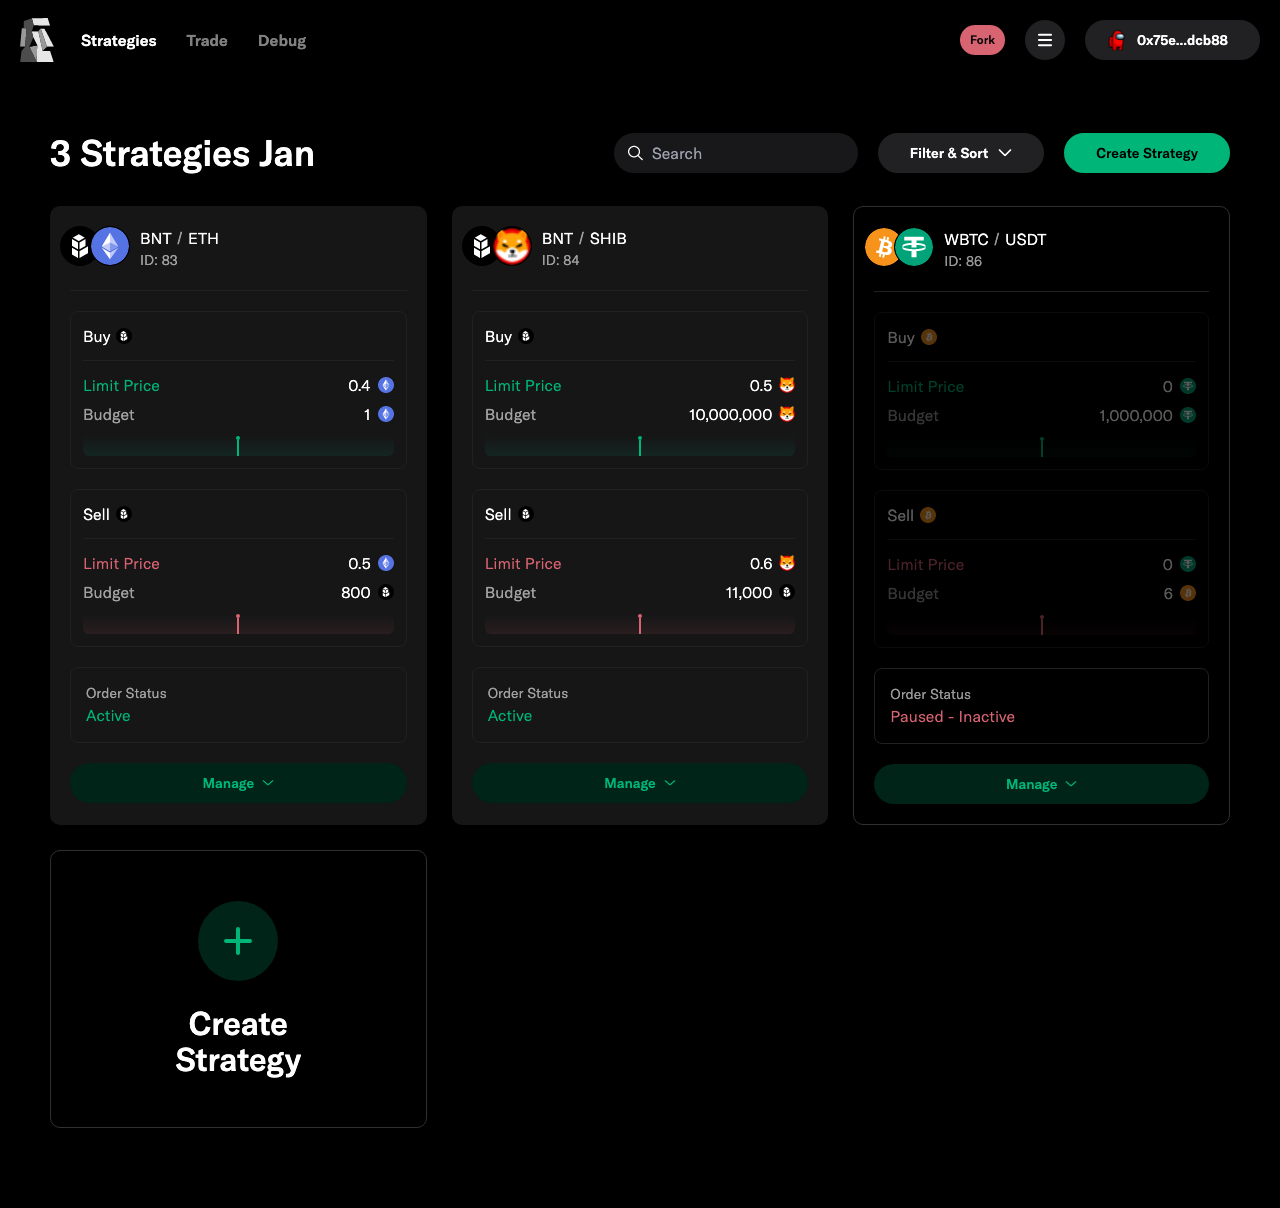 Strategies
Trade
Debug
Fork
0x75e...dcb88
3 Strategies Jan
Search
Filter & Sort
Create Strategy
BNT / ETH
ID: 83
Buy
Limit Price 0.4
Budget 1
Sell
Limit Price 0.5
Budget 800
Order Status
Active
Manage
BNT / SHIB
ID: 84
Buy
Limit Price 0.5
Budget 10,000,000
Sell
Limit Price 0.6
Budget 11,000
Order Status
Active
Manage
WBTC / USDT
ID: 86
Buy
Limit Price 0
Budget 1,000,000
Sell
Limit Price 0
Budget 6
Order Status
Paused - Inactive
Manage
Create
Strategy